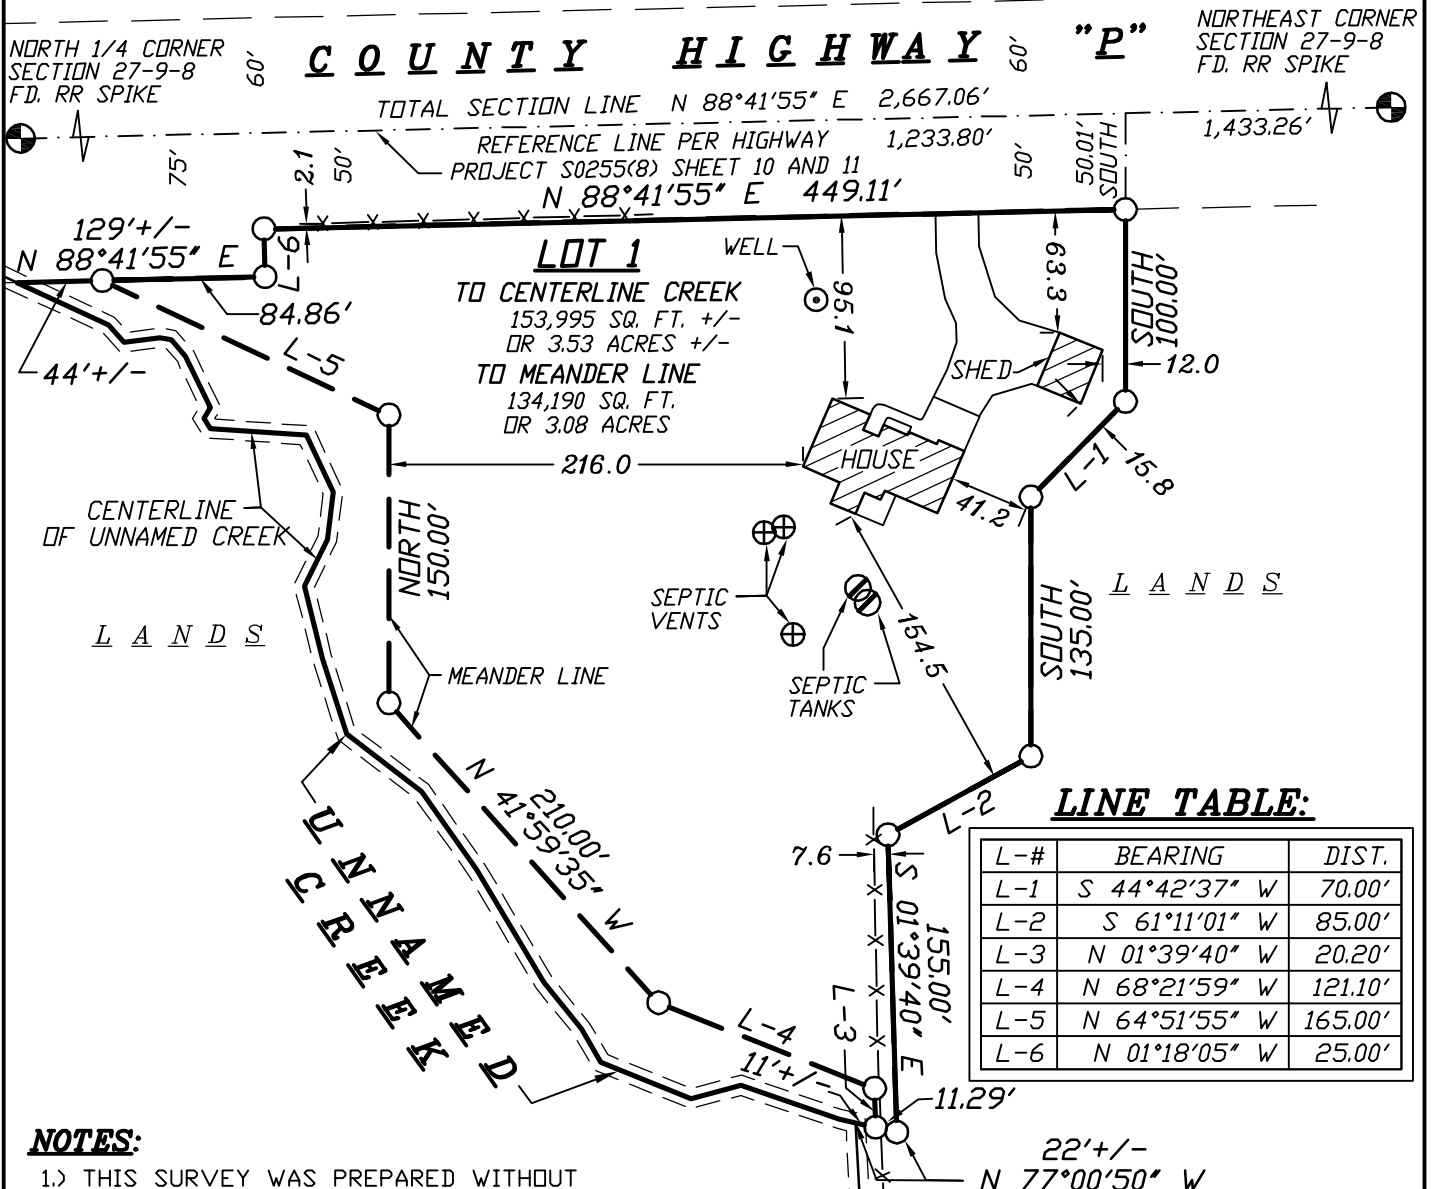 NORTH 1/4 CORNER
SECTION 27-9-8
FD. RR SPIKE
60'
COUNTY HIGHWAY "P"
60'
NORTHEAST CORNER
SECTION 27-9-8
FD. RR SPIKE
TOTAL SECTION LINE N 88°41'55" E 2,667.06'
REFERENCE LINE PER HIGHWAY 1,233.80'
PROJECT S0255(8) SHEET 10 AND 11
1,433.26'
75'
2.1
50'
50'
50.01'
SOUTH
N 88°41'55" E 449.11'
129'+/-
N 88°41'55" E
L-6
84.86'
44'+/-
L-5
LOT 1
TO CENTERLINE CREEK
153,995 SQ. FT. +/-
OR 3.53 ACRES +/-
TO MEANDER LINE
134,190 SQ. FT.
OR 3.08 ACRES
WELL
95.1
63.3
SHED
SOUTH
100.00'
12.0
216.0
HOUSE
41.2
L-1
15.8
CENTERLINE
OF UNNAMED CREEK
NORTH
150.00'
SEPTIC
VENTS
LANDS
LANDS
MEANDER LINE
SEPTIC
TANKS
154.5
SOUTH
135.00'
L-2
N 41°59'35" W
210.00'
UNNAMED
CREEK
7.6
S 01°39'40" E
155.00'
L-3
L-4
11'+/-
11.29'
22'+/-
N 77°00'50" W
LINE TABLE:
L-# BEARING DIST.
L-1 S 44°42'37" W 70.00'
L-2 S 61°11'01" W 85.00'
L-3 N 01°39'40" W 20.20'
L-4 N 68°21'59" W 121.10'
L-5 N 64°51'55" W 165.00'
L-6 N 01°18'05" W 25.00'
NOTES:
1.) THIS SURVEY WAS PREPARED WITHOUT